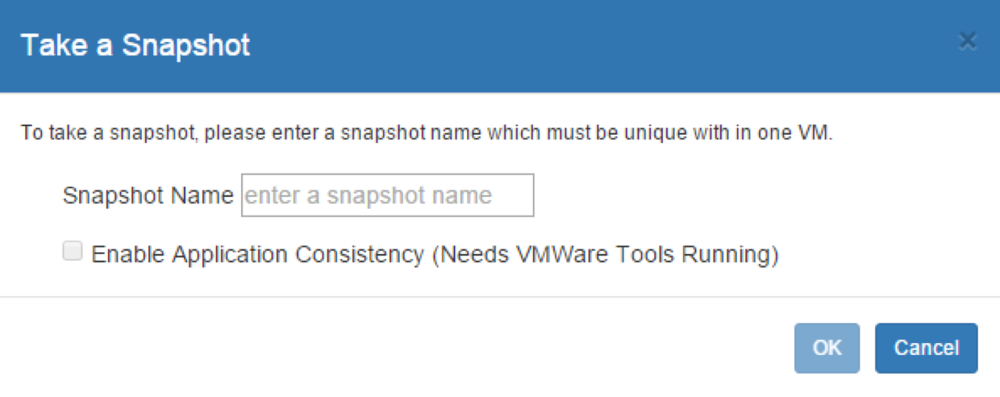 Take a Snapshot
To take a snapshot, please enter a snapshot name which must be unique with in one VM.
Snapshot Name enter a snapshot name
Enable Application Consistency (Needs VMWare Tools Running)
OK Cancel